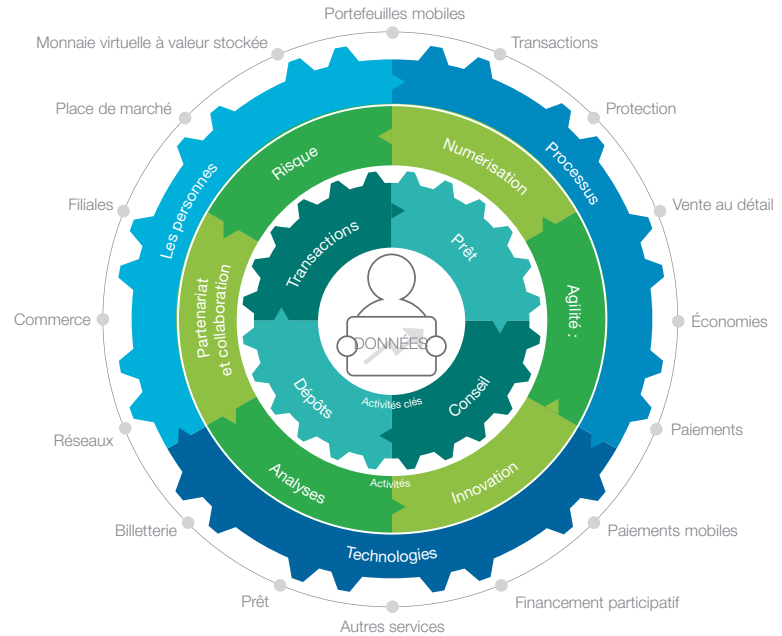 Portefeuilles mobiles
Monnaie virtuelle à valeur stockée
Transactions
Place de marché
Protection
Filiales
Vente au détail
Commerce
Économies
Réseaux
Paiements
Billetterie
Paiements mobiles
Prêt
Financement participatif
Autres services
Les personnes
Processus
Technologies
Risque
Numérisation
Partenariat
et collaboration
Agilité :
Analyses
Innovation
Activités
Transactions
Prêt
Dépôts
Conseil
Activités clés
DONNÉES